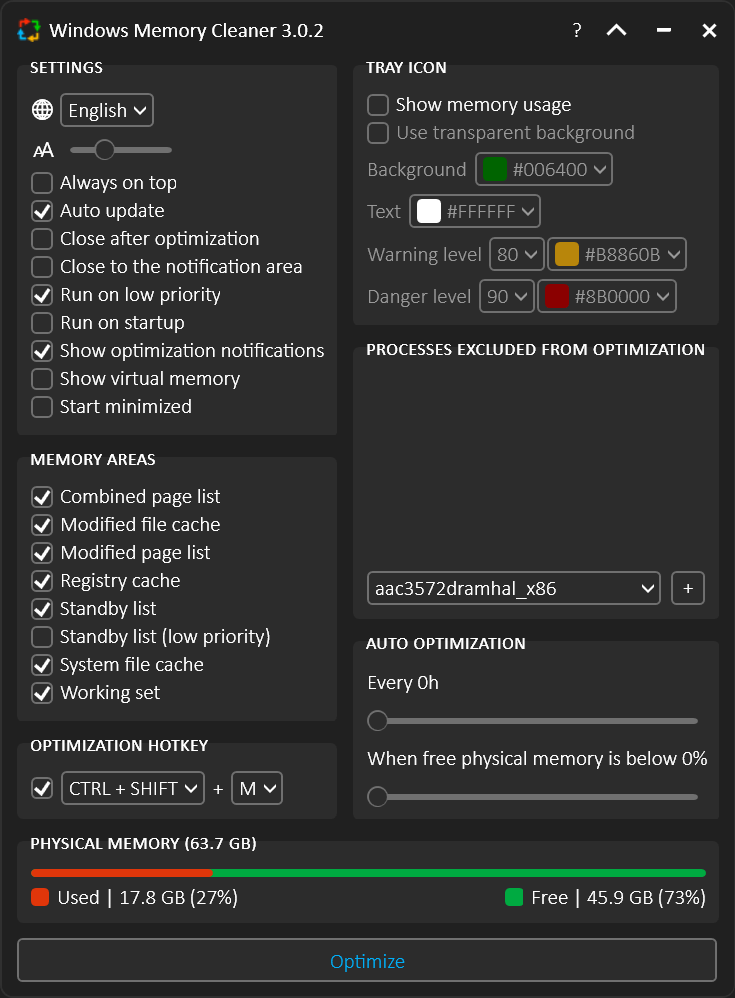 Windows Memory Cleaner 3.0.2 ?
SETTINGS
English
AA
Always on top
Auto update
Close after optimization
Close to the notification area
Run on low priority
Run on startup
Show optimization notifications
Show virtual memory
Start minimized
MEMORY AREAS
Combined page list
Modified file cache
Modified page list
Registry cache
Standby list
Standby list (low priority)
System file cache
Working set
OPTIMIZATION HOTKEY
CTRL + SHIFT + M
TRAY ICON
Show memory usage
Use transparent background
Background #006400
Text #FFFFFF
Warning level 80 #B8860B
Danger level 90 #8B0000
PROCESSES EXCLUDED FROM OPTIMIZATION
aac3572dramhal_x86 +
AUTO OPTIMIZATION
Every 0h
When free physical memory is below 0%
PHYSICAL MEMORY (63.7 GB)
Used | 17.8 GB (27%) Free | 45.9 GB (73%)
Optimize